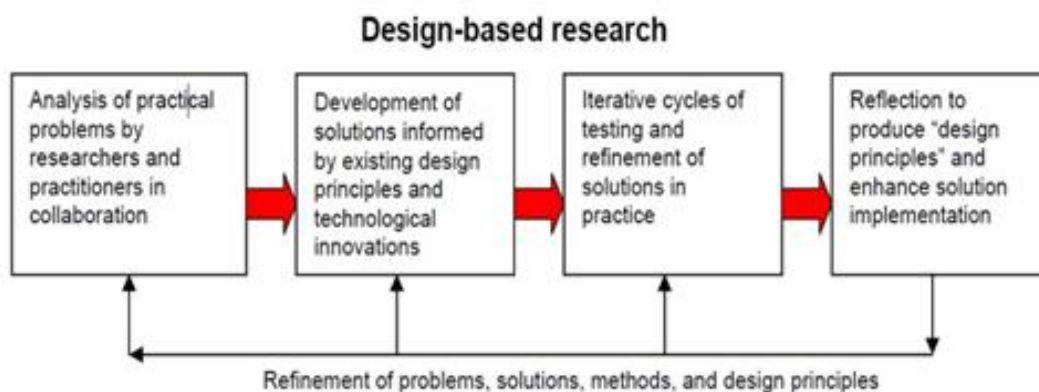 Design-based research
Analysis of practical
problems by
researchers and
practitioners in
collaboration
Development of
solutions informed
by existing design
principles and
technological
innovations
Iterative cycles of
testing and
refinement of
solutions in
practice
Reflection to
produce “design
principles” and
enhance solution
implementation
Refinement of problems, solutions, methods, and design principles